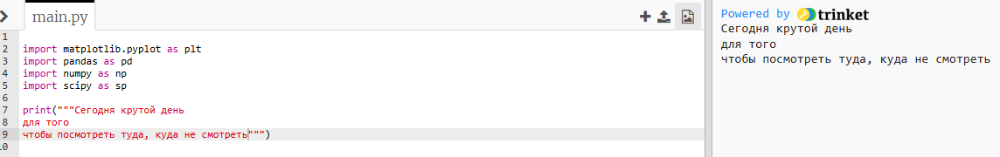 main.py
1
2 import matplotlib.pyplot as plt
3 import pandas as pd
4 import numpy as np
5 import scipy as sp
6
7 print("""Сегодня крутой день
8 для того
9 чтобы посмотреть туда, куда не смотреть""")
10
Powered by trinket
Сегодня крутой день
для того
чтобы посмотреть туда, куда не смотреть